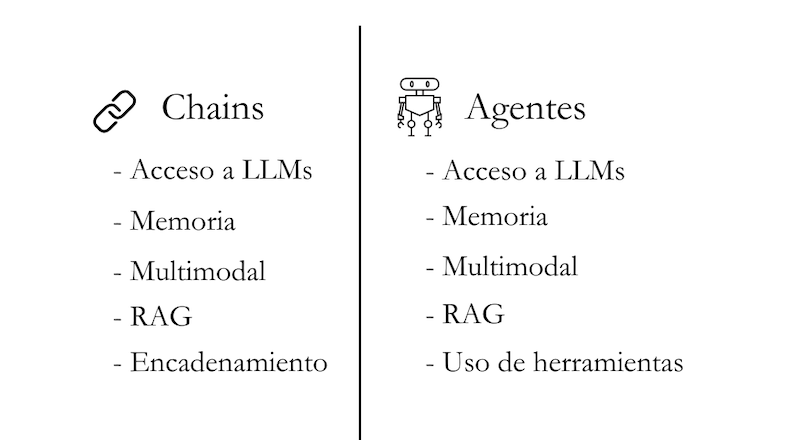 Chains
- Acceso a LLMs
- Memoria
- Multimodal
- RAG
- Encadenamiento
Agentes
- Acceso a LLMs
- Memoria
- Multimodal
- RAG
- Uso de herramientas